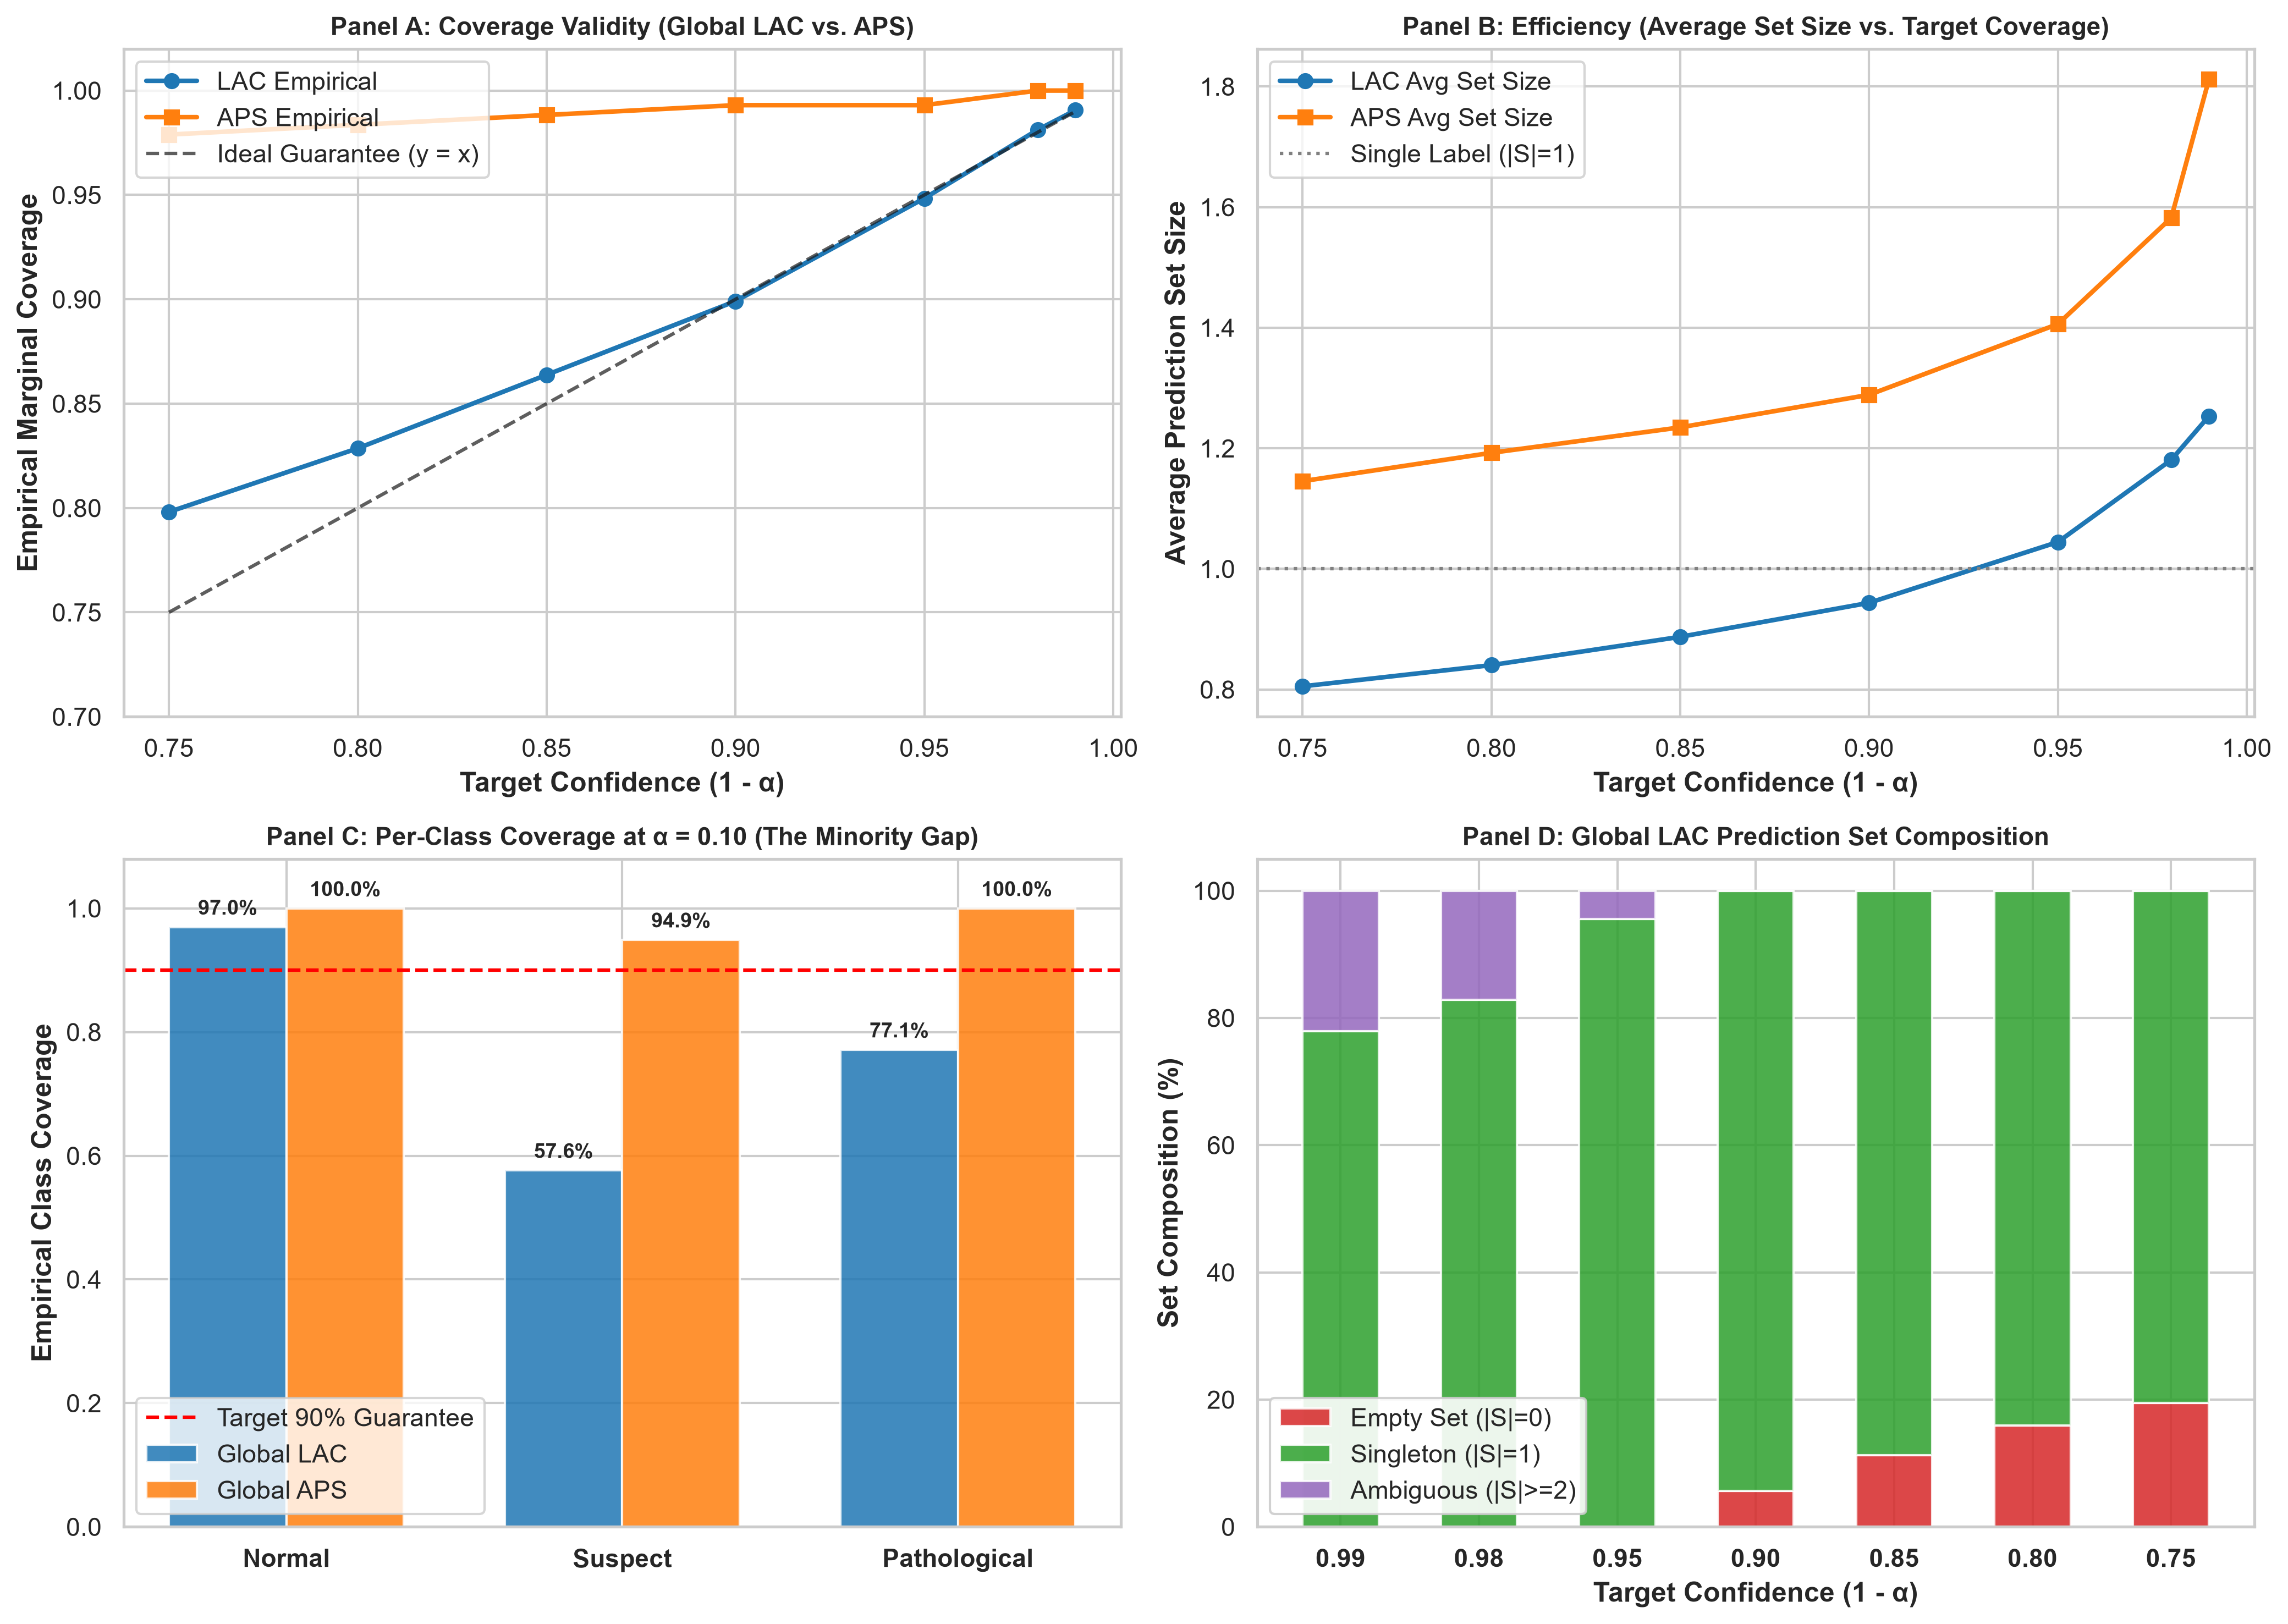 Panel A: Coverage Validity (Global LAC vs. APS)
LAC Empirical
APS Empirical
Ideal Guarantee (y = x)
Empirical Marginal Coverage
1.00
0.95
0.90
0.85
0.80
0.75
0.70
0.75 0.80 0.85 0.90 0.95 1.00
Target Confidence (1 - α)
Panel B: Efficiency (Average Set Size vs. Target Coverage)
LAC Avg Set Size
APS Avg Set Size
Single Label (|S|=1)
Average Prediction Set Size
1.8
1.6
1.4
1.2
1.0
0.8
0.75 0.80 0.85 0.90 0.95 1.00
Target Confidence (1 - α)
Panel C: Per-Class Coverage at α = 0.10 (The Minority Gap)
97.0% 100.0% 57.6% 94.9% 77.1% 100.0%
Empirical Class Coverage
1.0
0.8
0.6
0.4
0.2
0.0
Target 90% Guarantee
Global LAC
Global APS
Normal Suspect Pathological
Panel D: Global LAC Prediction Set Composition
Set Composition (%)
100
80
60
40
20
0
Empty Set (|S|=0)
Singleton (|S|=1)
Ambiguous (|S|>=2)
0.99 0.98 0.95 0.90 0.85 0.80 0.75
Target Confidence (1 - α)